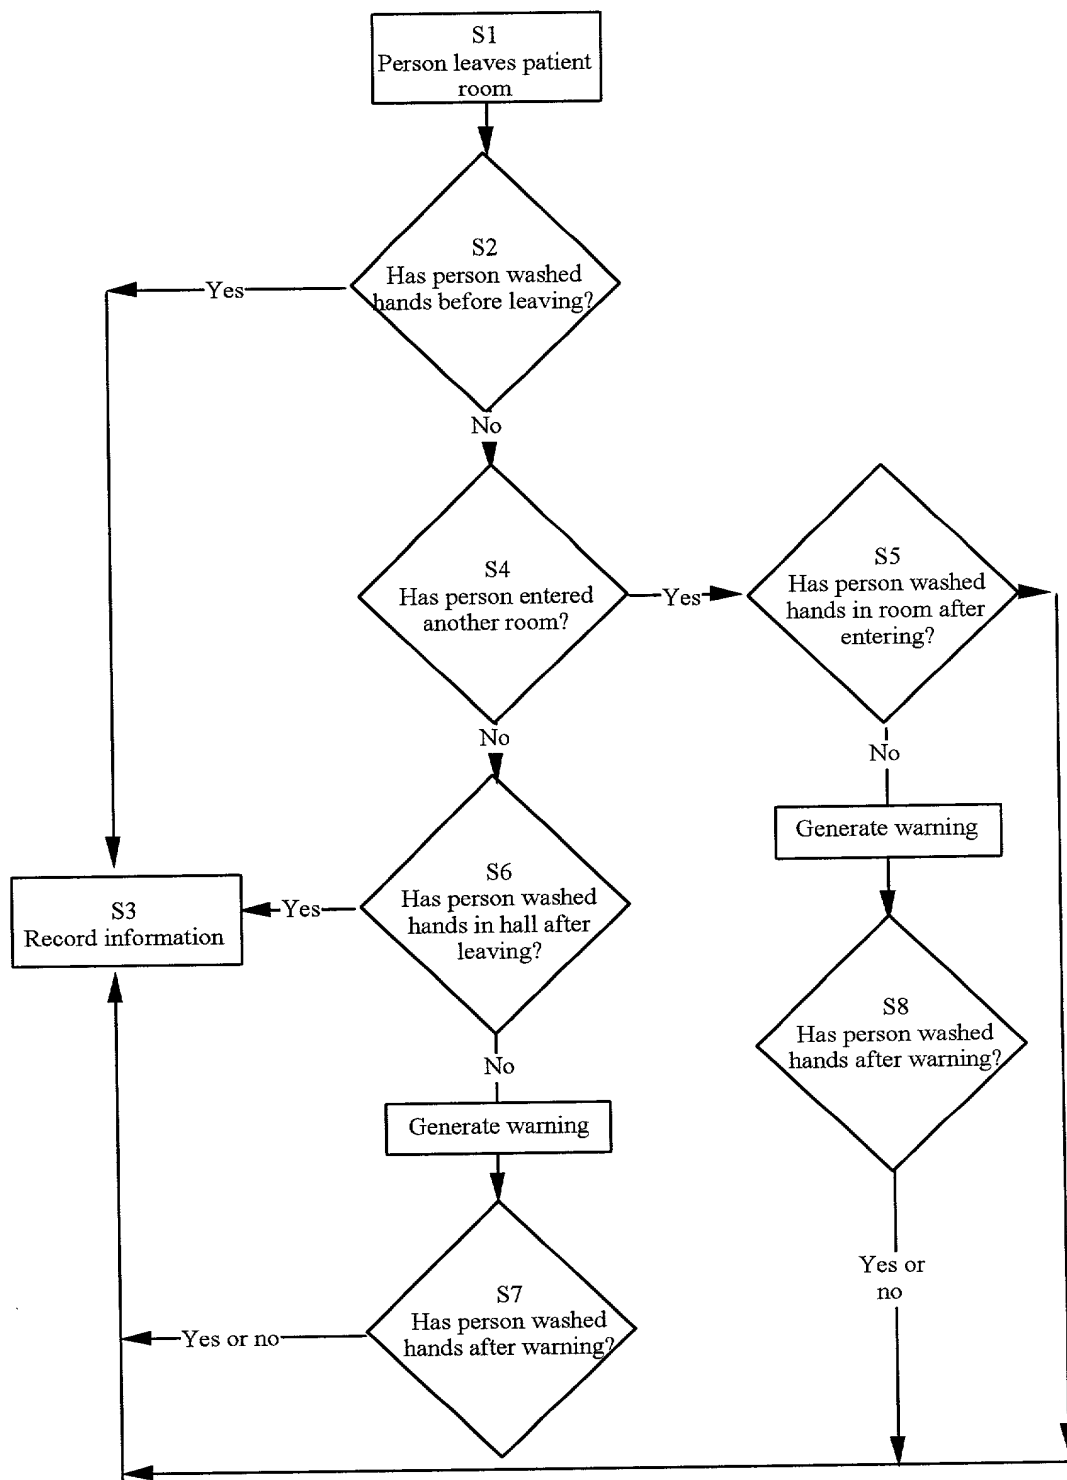 S1
Person leaves patient
room
S2
Has person washed
hands before leaving?
Yes
No
S4
Has person entered
another room?
Yes
S5
Has person washed
hands in room after
entering?
No
No
Generate warning
S6
Has person washed
hands in hall after
leaving?
Yes
S3
Record information
S8
Has person washed
hands after warning?
No
Generate warning
Yes or
no
S7
Has person washed
hands after warning?
Yes or no